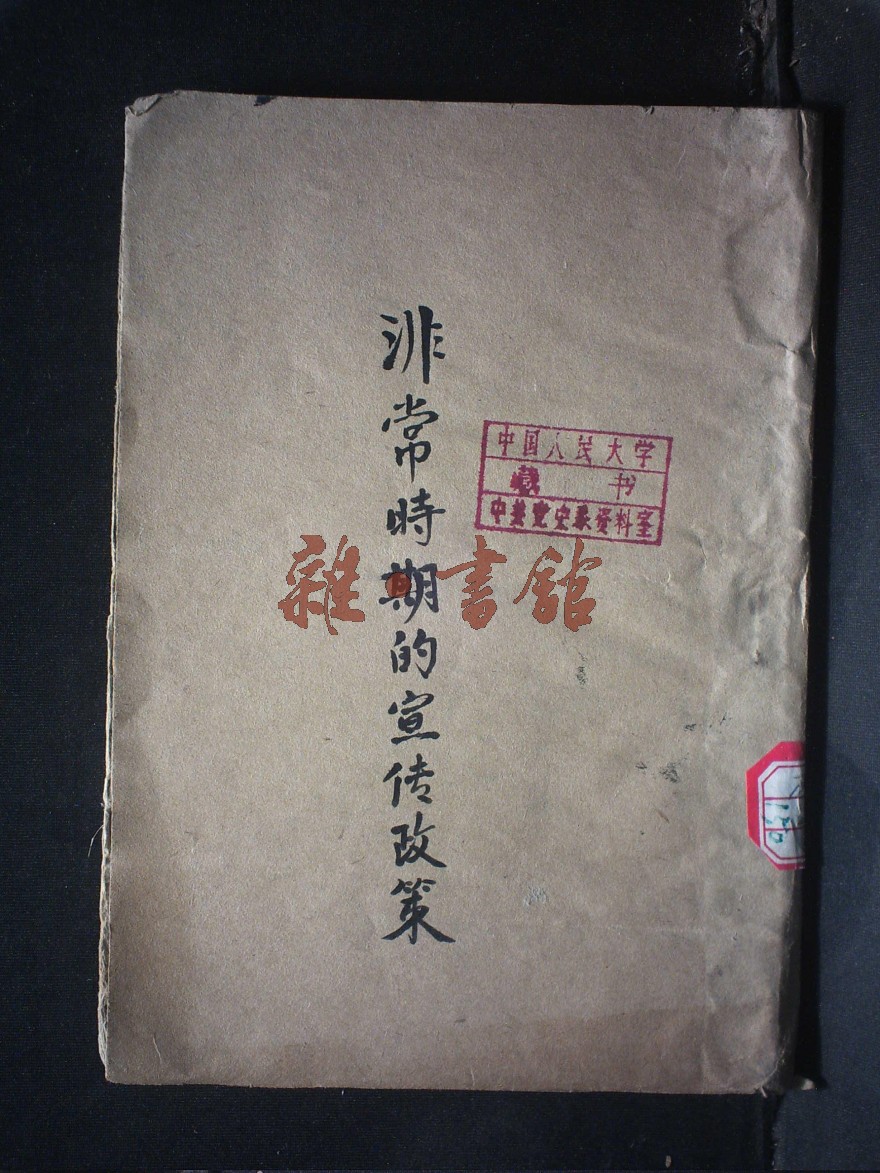 非常時期的宣传政策
中国人民大学
藏书
中共党史系资料室
雜書館